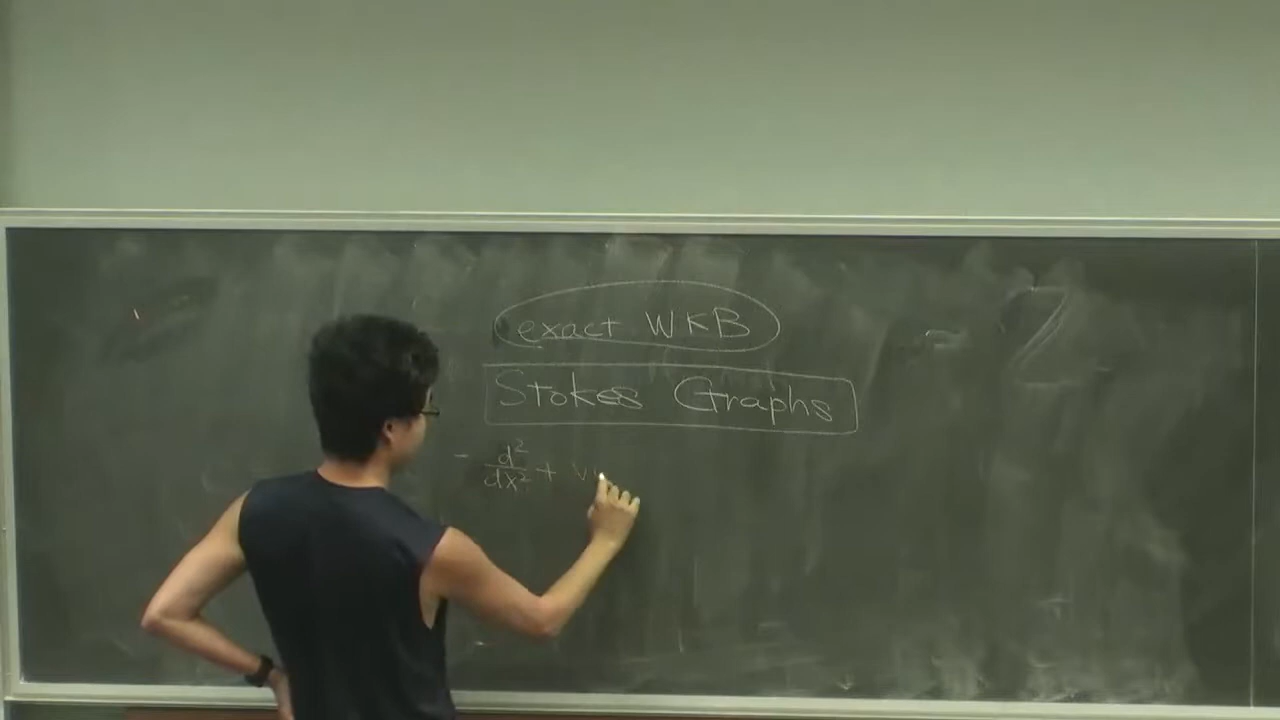 exact WKB
Stokes Graphs
- d²/dx² + V